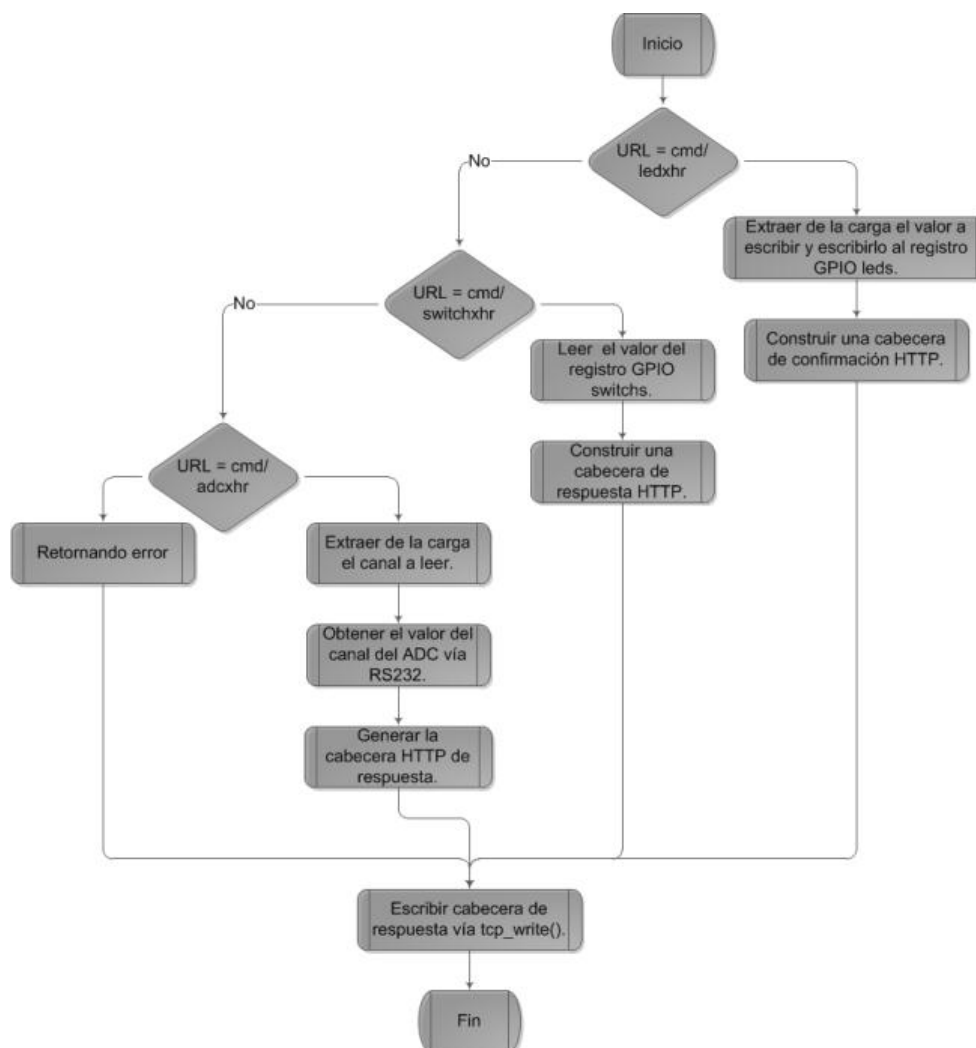 Inicio
URL = cmd/
ledxhr
No
Extraer de la carga el valor a
escribir y escribirlo al registro
GPIO leds.
URL = cmd/
switchxhr
No
Construir una cabecera
de confirmación HTTP.
Leer el valor del
registro GPIO
switchs.
URL = cmd/
adcxhr
Construir una
cabecera de
respuesta HTTP.
Retornando error
Extraer de la carga
el canal a leer.
Obtener el valor del
canal del ADC vía
RS232.
Generar la
cabecera HTTP de
respuesta.
Escribir cabecera de
respuesta vía tcp_write().
Fin